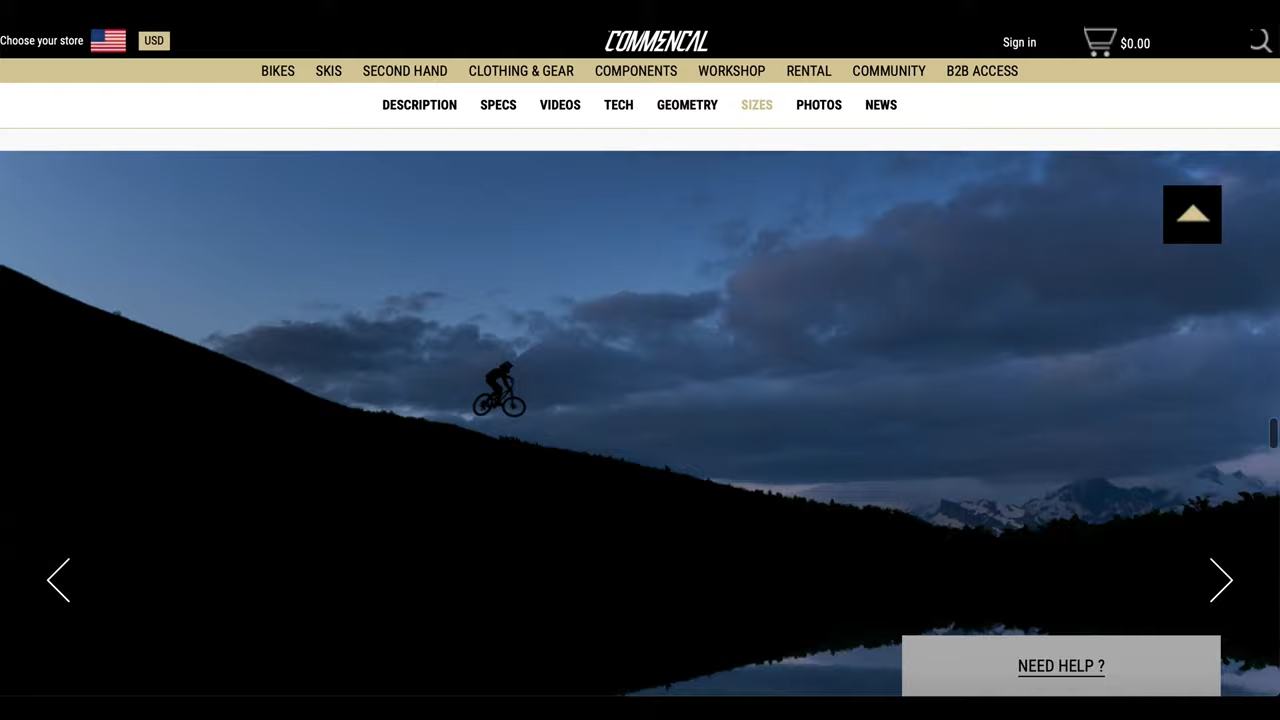 Choose your store USD COMMENCAL Sign in $0.00
BIKES SKIS SECOND HAND CLOTHING & GEAR COMPONENTS WORKSHOP RENTAL COMMUNITY B2B ACCESS
DESCRIPTION SPECS VIDEOS TECH GEOMETRY SIZES PHOTOS NEWS
NEED HELP ?